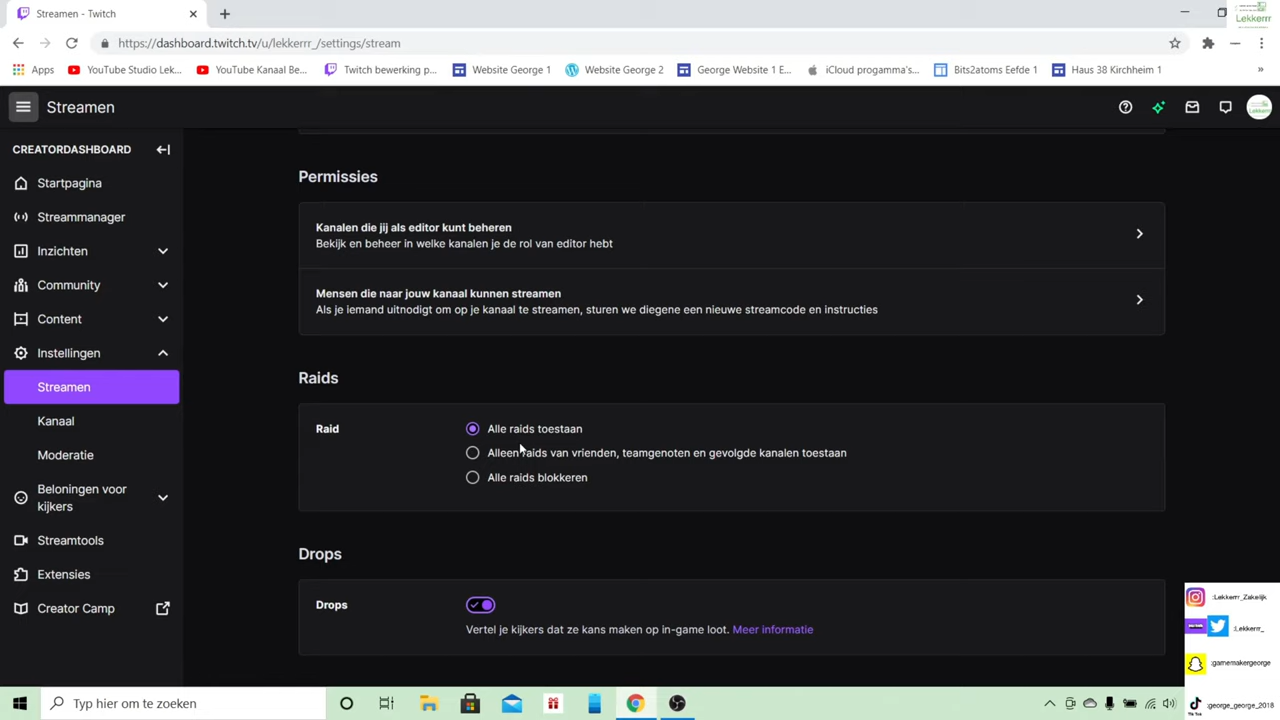 Streamen - Twitch
https://dashboard.twitch.tv/u/lekkerrr_/settings/stream
Lekkerrr
Apps
YouTube Studio Lek...
YouTube Kanaal Be...
Twitch bewerking p...
Website George 1
Website George 2
George Website 1 E...
iCloud progamma's...
Bits2atoms Eefde 1
Haus 38 Kirchheim 1
Streamen
CREATORDASHBOARD
Startpagina
Streammanager
Inzichten
Community
Content
Instellingen
Streamen
Kanaal
Moderatie
Beloningen voor
kijkers
Streamtools
Extensies
Creator Camp
Permissies
Kanalen die jij als editor kunt beheren
Bekijk en beheer in welke kanalen je de rol van editor hebt
Mensen die naar jouw kanaal kunnen streamen
Als je iemand uitnodigt om op je kanaal te streamen, sturen we diegene een nieuwe streamcode en instructies
Raids
Raid
Alle raids toestaan
Alleen raids van vrienden, teamgenoten en gevolgde kanalen toestaan
Alle raids blokkeren
Drops
Drops
Vertel je kijkers dat ze kans maken op in-game loot. Meer informatie
:Lekkerrr_Zakelijk
:Lekkerrr_
:gamemakergeorge
:george_george_2018
Typ hier om te zoeken